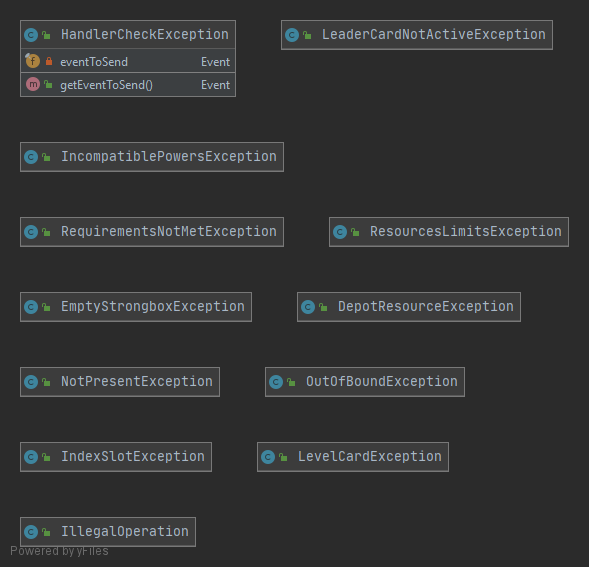 HandlerCheckException
eventToSend Event
getEventToSend() Event
LeaderCardNotActiveException
IncompatiblePowersException
RequirementsNotMetException
ResourcesLimitsException
EmptyStrongboxException
DepotResourceException
NotPresentException
OutOfBoundException
IndexSlotException
LevelCardException
IllegalOperation
Powered by yFiles